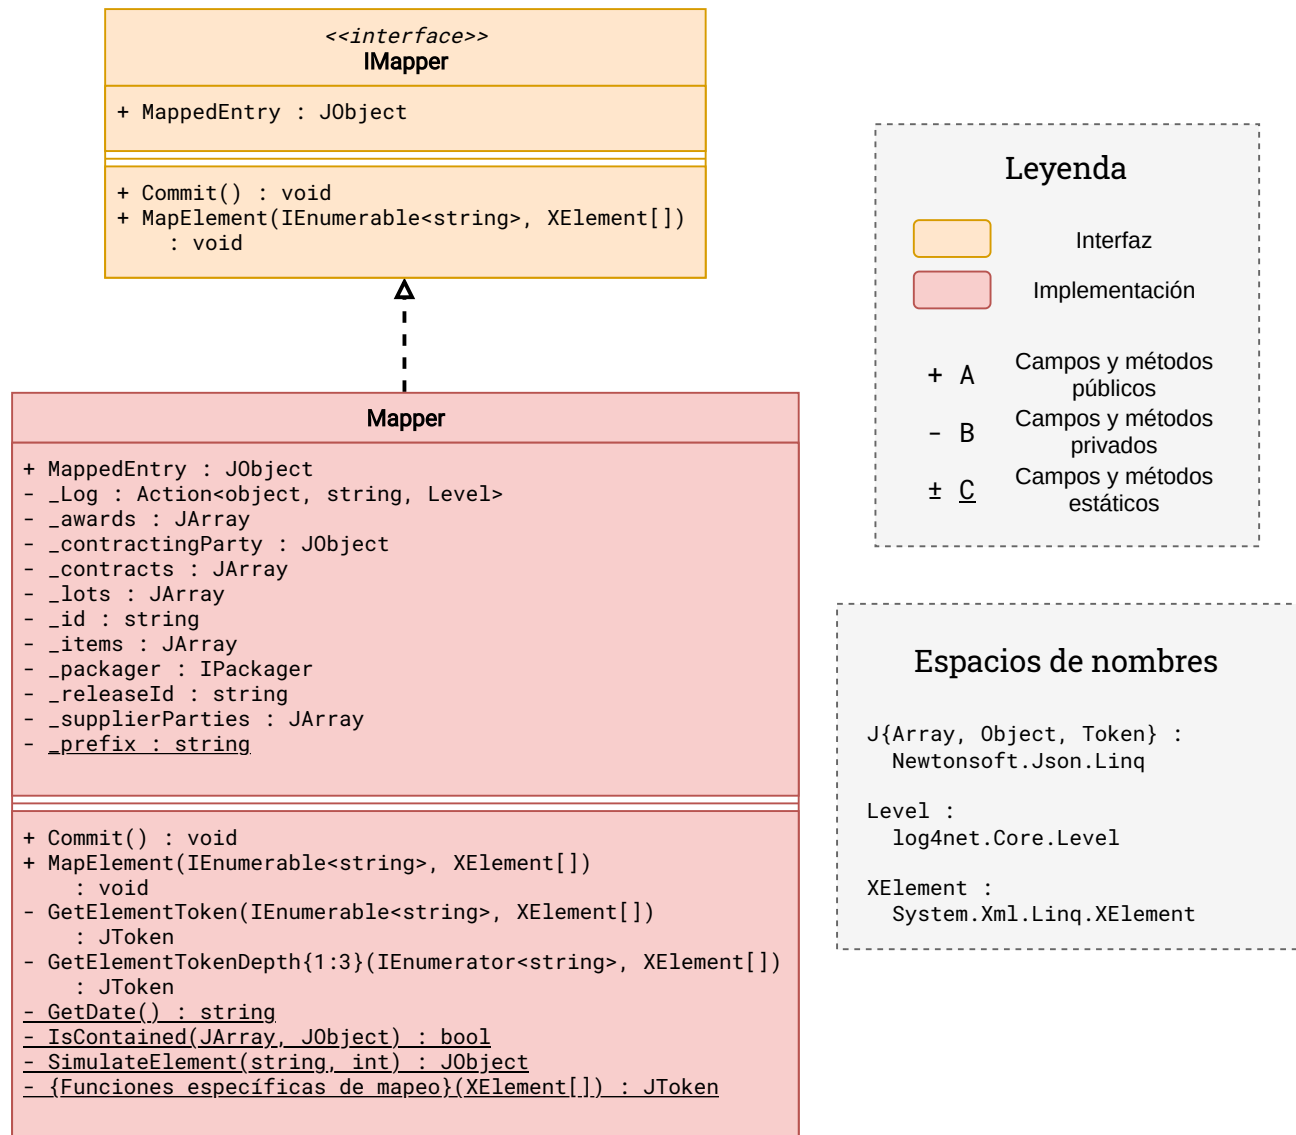 <<interface>>
IMapper
+ MappedEntry : JObject
+ Commit() : void
+ MapElement(IEnumerable<string>, XElement[])
: void
Mapper
+ MappedEntry : JObject
- _Log : Action<object, string, Level>
- _awards : JArray
- _contractingParty : JObject
- _contracts : JArray
- _lots : JArray
- _id : string
- _items : JArray
- _packager : IPackager
- _releaseId : string
- _supplierParties : JArray
- _prefix : string
+ Commit() : void
+ MapElement(IEnumerable<string>, XElement[])
: void
- GetElementToken(IEnumerable<string>, XElement[])
: JToken
- GetElementTokenDepth{1:3}(IEnumerator<string>, XElement[])
: JToken
- GetDate() : string
- IsContained(JArray, JObject) : bool
- SimulateElement(string, int) : JObject
- {Funciones específicas de mapeo}(XElement[]) : JToken
Leyenda
Interfaz
Implementación
+ A Campos y métodos
públicos
- B Campos y métodos
privados
± C Campos y métodos
estáticos
Espacios de nombres
J{Array, Object, Token} :
Newtonsoft.Json.Linq
Level :
log4net.Core.Level
XElement :
System.Xml.Linq.XElement